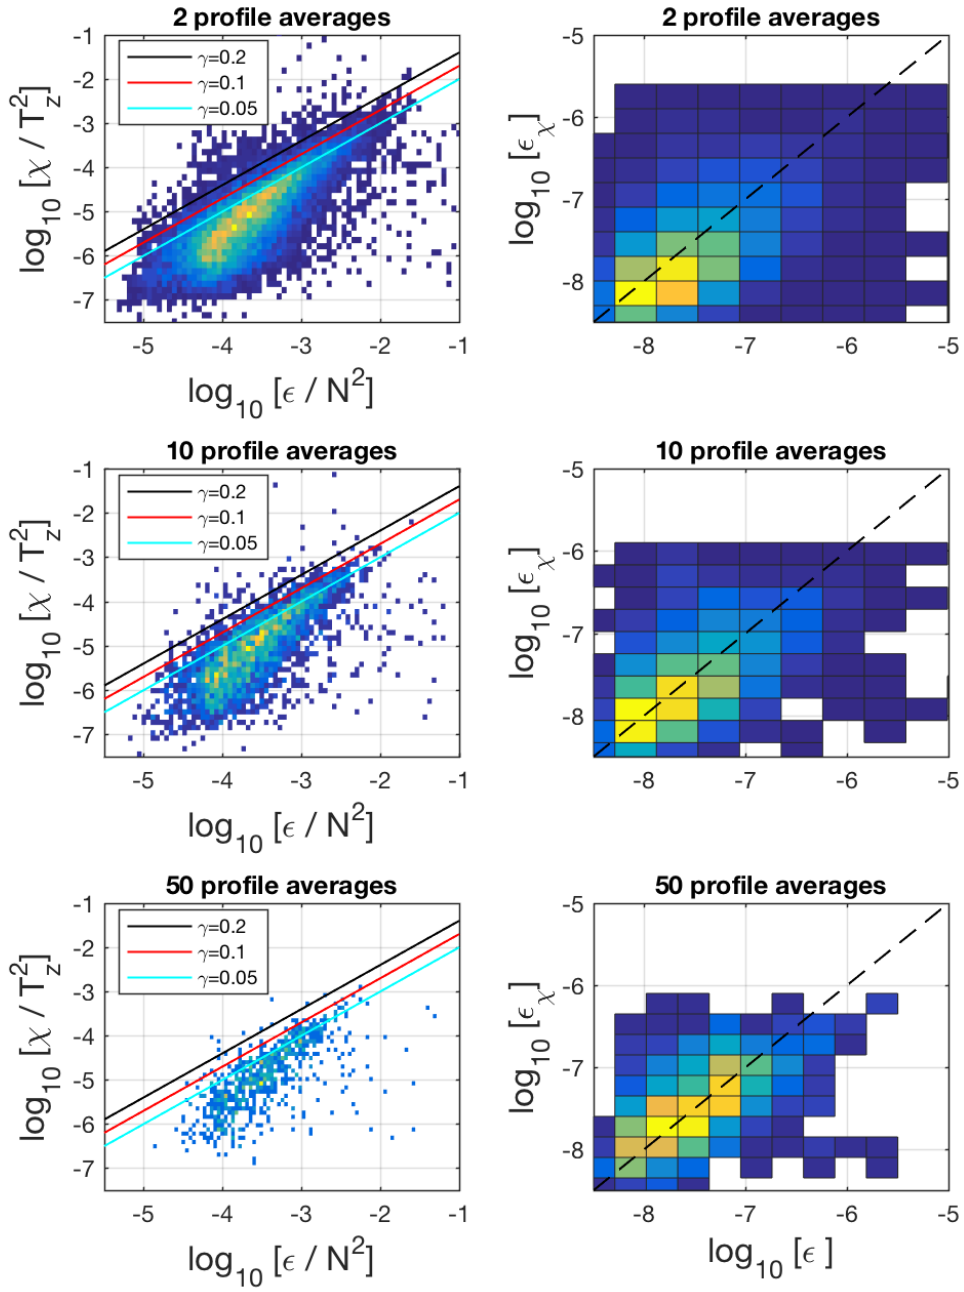 2 profile averages
-1
-2
-3
-4
-5
-6
-7
γ=0.2
γ=0.1
γ=0.05
log10 [χ / T2z]
-5 -4 -3 -2 -1
log10 [ϵ / N2]
2 profile averages
-5
-6
-7
-8
log10 [ϵχ]
-8 -7 -6 -5
10 profile averages
-1
-2
-3
-4
-5
-6
-7
γ=0.2
γ=0.1
γ=0.05
log10 [χ / T2z]
-5 -4 -3 -2 -1
log10 [ϵ / N2]
10 profile averages
-5
-6
-7
-8
log10 [ϵχ]
-8 -7 -6 -5
50 profile averages
-1
-2
-3
-4
-5
-6
-7
γ=0.2
γ=0.1
γ=0.05
log10 [χ / T2z]
-5 -4 -3 -2 -1
log10 [ϵ / N2]
50 profile averages
-5
-6
-7
-8
log10 [ϵχ]
-8 -7 -6 -5
log10 [ϵ ]